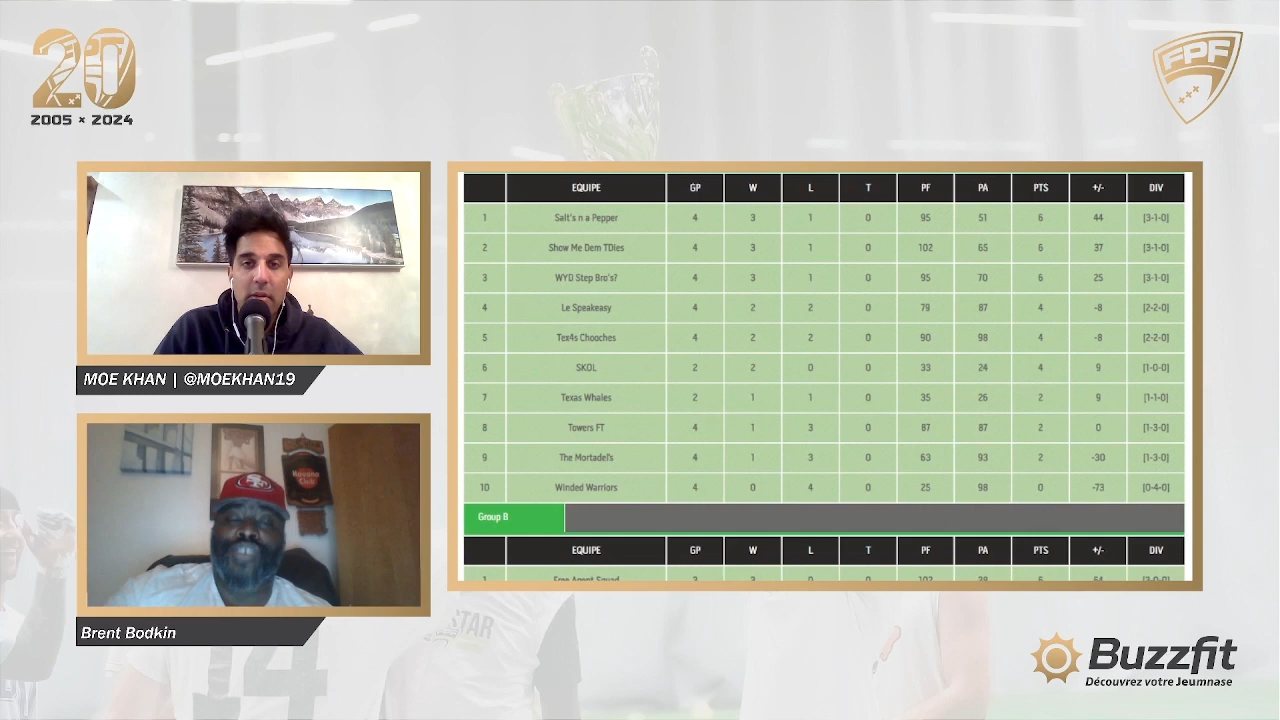 20
2005 × 2024
FPF
MOE KHAN | @MOEKHAN19
Havana Club
Brent Bodkin
EQUIPE GP W L T PF PA PTS +/- DIV
1 Salt's n a Pepper 4 3 1 0 95 51 6 44 [3-1-0]
2 Show Me Dem TDies 4 3 1 0 102 65 6 37 [3-1-0]
3 WYD Step Bro's? 4 3 1 0 95 70 6 25 [3-1-0]
4 Le Speakeasy 4 2 2 0 79 87 4 -8 [2-2-0]
5 Tex4s Chooches 4 2 2 0 90 98 4 -8 [2-2-0]
6 SKOL 2 2 0 0 33 24 4 9 [1-0-0]
7 Texas Whales 2 1 1 0 35 26 2 9 [1-1-0]
8 Towers FT 4 1 3 0 87 87 2 0 [1-3-0]
9 The Mortadel's 4 1 3 0 63 93 2 -30 [1-3-0]
10 Winded Warriors 4 0 4 0 25 98 0 -73 [0-4-0]
Group B
EQUIPE GP W L T PF PA PTS +/- DIV
1 Free Agent Squad
STAR
14
Buzzfit
Découvrez votre Jeumnase